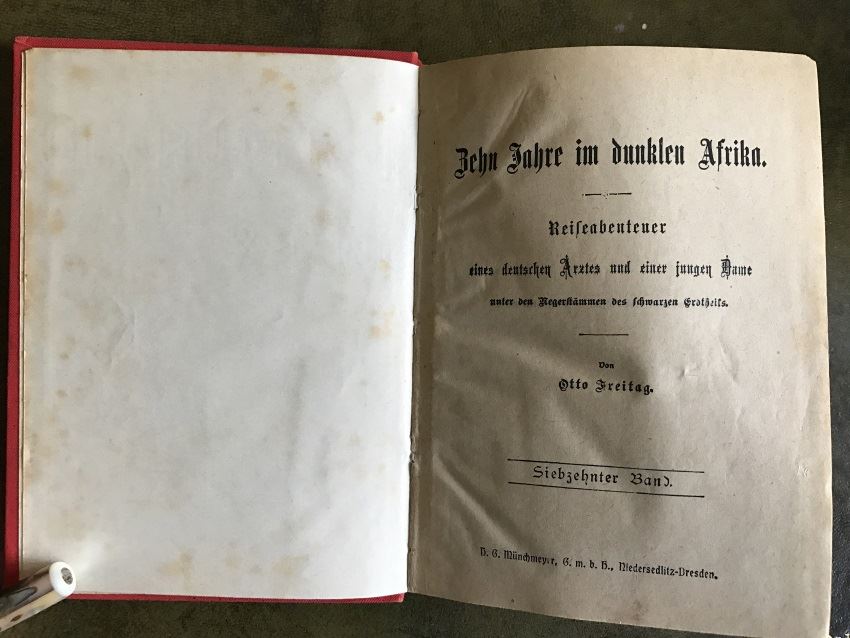 Zehn Jahre im dunklen Afrika.
Reiſeabenteuer
eines deutſchen Arztes und einer jungen Dame
unter den Negerſtämmen des ſchwarzen Erdtheils.
Von
Otto Freitag.
Siebzehnter Band.
H. G. Münchmeyer, G. m. b. H., Niedersedlitz-Dresden.